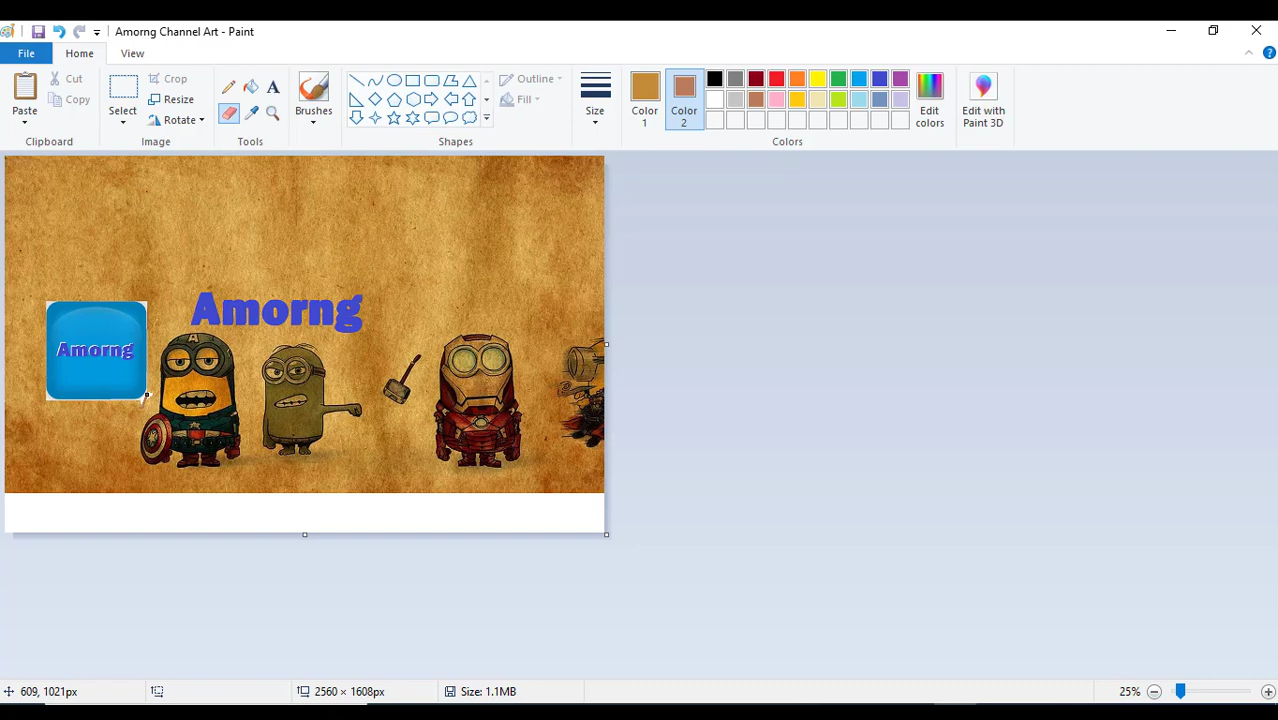 Amorng Channel Art - Paint
File
Home
View
Paste
Cut
Copy
Clipboard
Select
Crop
Resize
Rotate
Image
Tools
Brushes
Outline
Fill
Shapes
Size
Color 1
Color 2
Edit colors
Edit with Paint 3D
Colors
Amorng
Amorng
A
609, 1021px
2560 × 1608px
Size: 1.1MB
25%